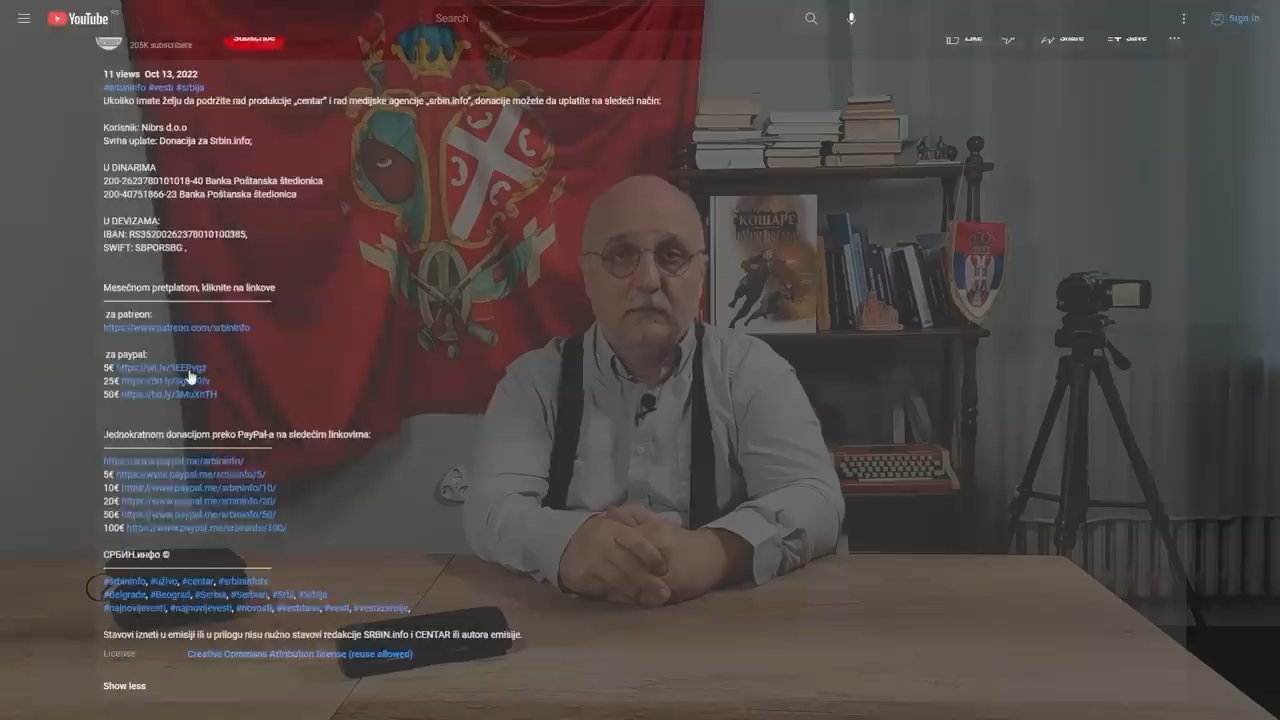 YouTube RS
Search
Sign in
205K subscribers
Subscribe
Like
Share
Save
11 views Oct 13, 2022
#srbininfo #vesti #srbija
Ukoliko imate želju da podržite rad produkcije „centar“ i rad medijske agencije „srbin.info“, donacije možete da uplatite na sledeći način:
Korisnik: Nibrs d.o.o
Svrha uplate: Donacija za Srbin.info;
U DINARIMA
200-2623780101018-40 Banka Poštanska štedionica
200-40751866-23 Banka Poštanska štedionica
U DEVIZAMA:
IBAN: RS35200262378010100385,
SWIFT: SBPORSBG ,
Mesečnom pretplatom, kliknite na linkove
za patreon:
https://www.patreon.com/srbininfo
za paypal:
5€
25€
50€ https://bit.ly/3MuXnTH
Jednokratnom donacijom preko PayPal-a na sledećim linkovima:
https://www.paypal.me/srbininfo/
5€ https://www.paypal.me/srbininfo/5/
10€ https://www.paypal.me/srbininfo/10/
20€ https://www.paypal.me/srbininfo/20/
50€ https://www.paypal.me/srbininfo/50/
100€ https://www.paypal.me/srbininfo/100/
СРБИН.инфо ©
#srbininfo, #uživo, #centar, #srbininfotv
#Belgrade, #Beograd, #Serbia, #Serbian, #Srbi, #Srbija
#najnovijevesti, #najnovijevesti, #novosti, #vestidana, #vesti,
Stavovi izneti u emisiji ili u prilogu nisu nužno stavovi redakcije SRBIN.info i CENTAR ili autora emisije.
License
Creative Commons Attribution license (reuse allowed)
Show less
КОШАРЕ